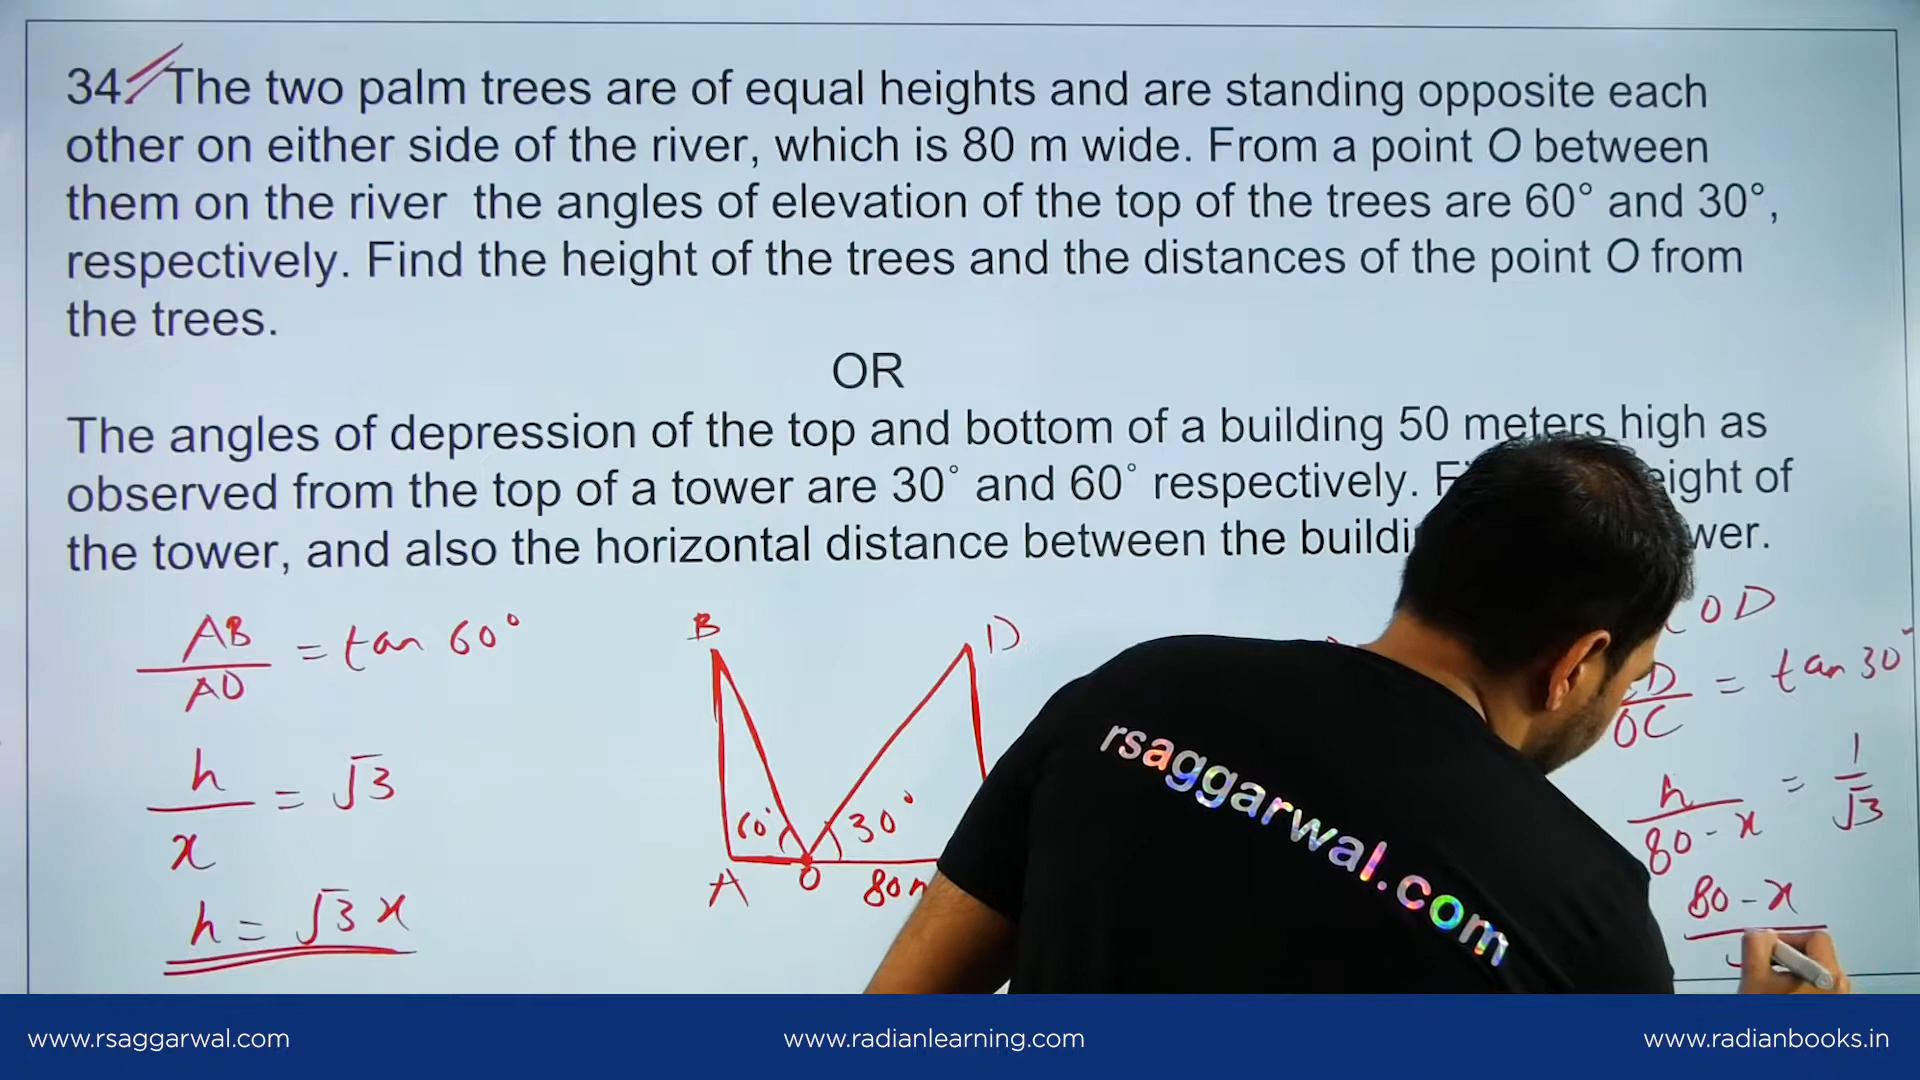 34. The two palm trees are of equal heights and are standing opposite each
other on either side of the river, which is 80 m wide. From a point O between
them on the river the angles of elevation of the top of the trees are 60° and 30°,
respectively. Find the height of the trees and the distances of the point O from
the trees.
OR
The angles of depression of the top and bottom of a building 50 meters high as
observed from the top of a tower are 30° and 60° respectively.
the tower, and also the horizontal distance between the
AB
AO
= tan 60°
h
x
= √3
h = √3 x
B
D
60°
30°
A
O
80
OD
OC
= tan 30°
h
80 - x
= 1
√3
80 - x
rsaggarwal.com
www.rsaggarwal.com
www.radianlearning.com
www.radianbooks.in